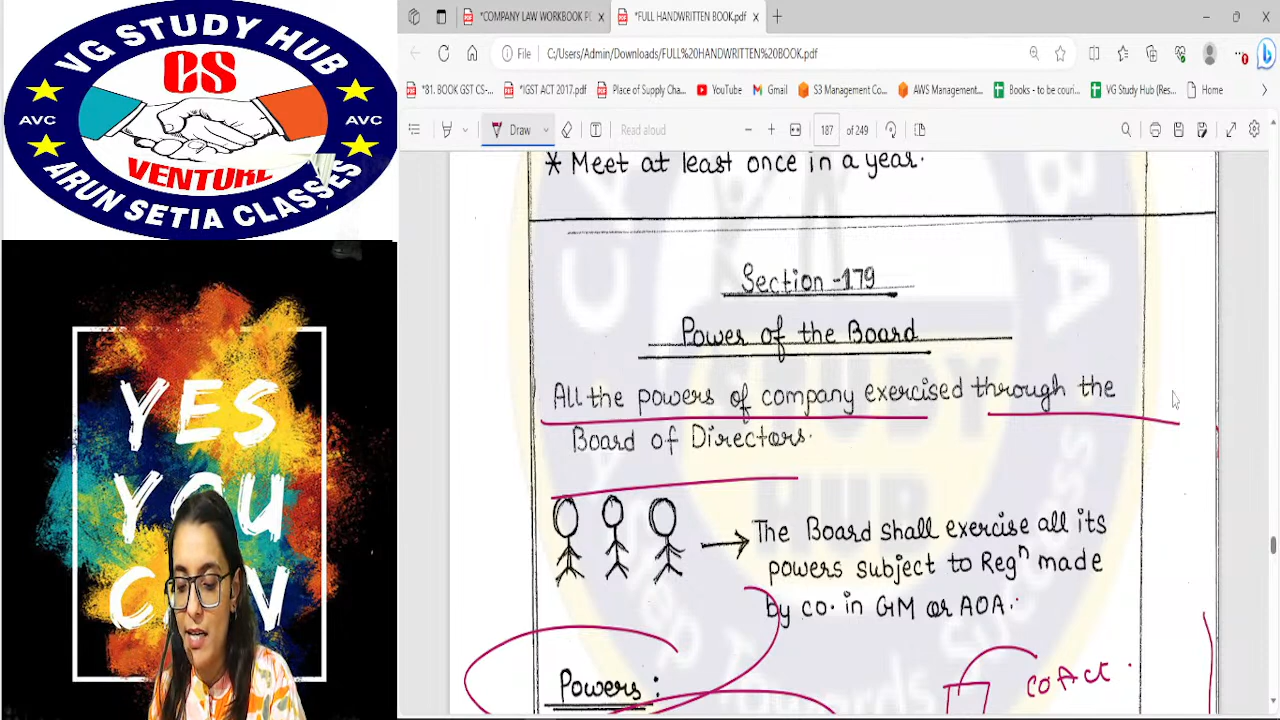 VG STUDY HUB
CS
AVC
AVC
VENTURE
ARUN SETIA CLASSES
YES
YOU
C N
*COMPANY LAW WORKBOOK
*FULL HANDWRITTEN BOOK.pdf
File
C:/Users/Admin/Downloads/FULL%20HANDWRITTEN%20BOOK.pdf
*IGST ACT 2017.pdf
Place of Supply Cha...
YouTube
Gmail
S3 Management Co...
AWS Management...
Books - to be couri...
VG Study Hub (Res...
Home
Draw
Read aloud
187
of 249
* Meet at least once in a year.
Section -179
Power of the Board
All the powers of company exercised through the
Board of Directors.
The Board shall exercise all its
powers subject to Regⁿ made
by co. in GM or AOA.
Powers :
co Act